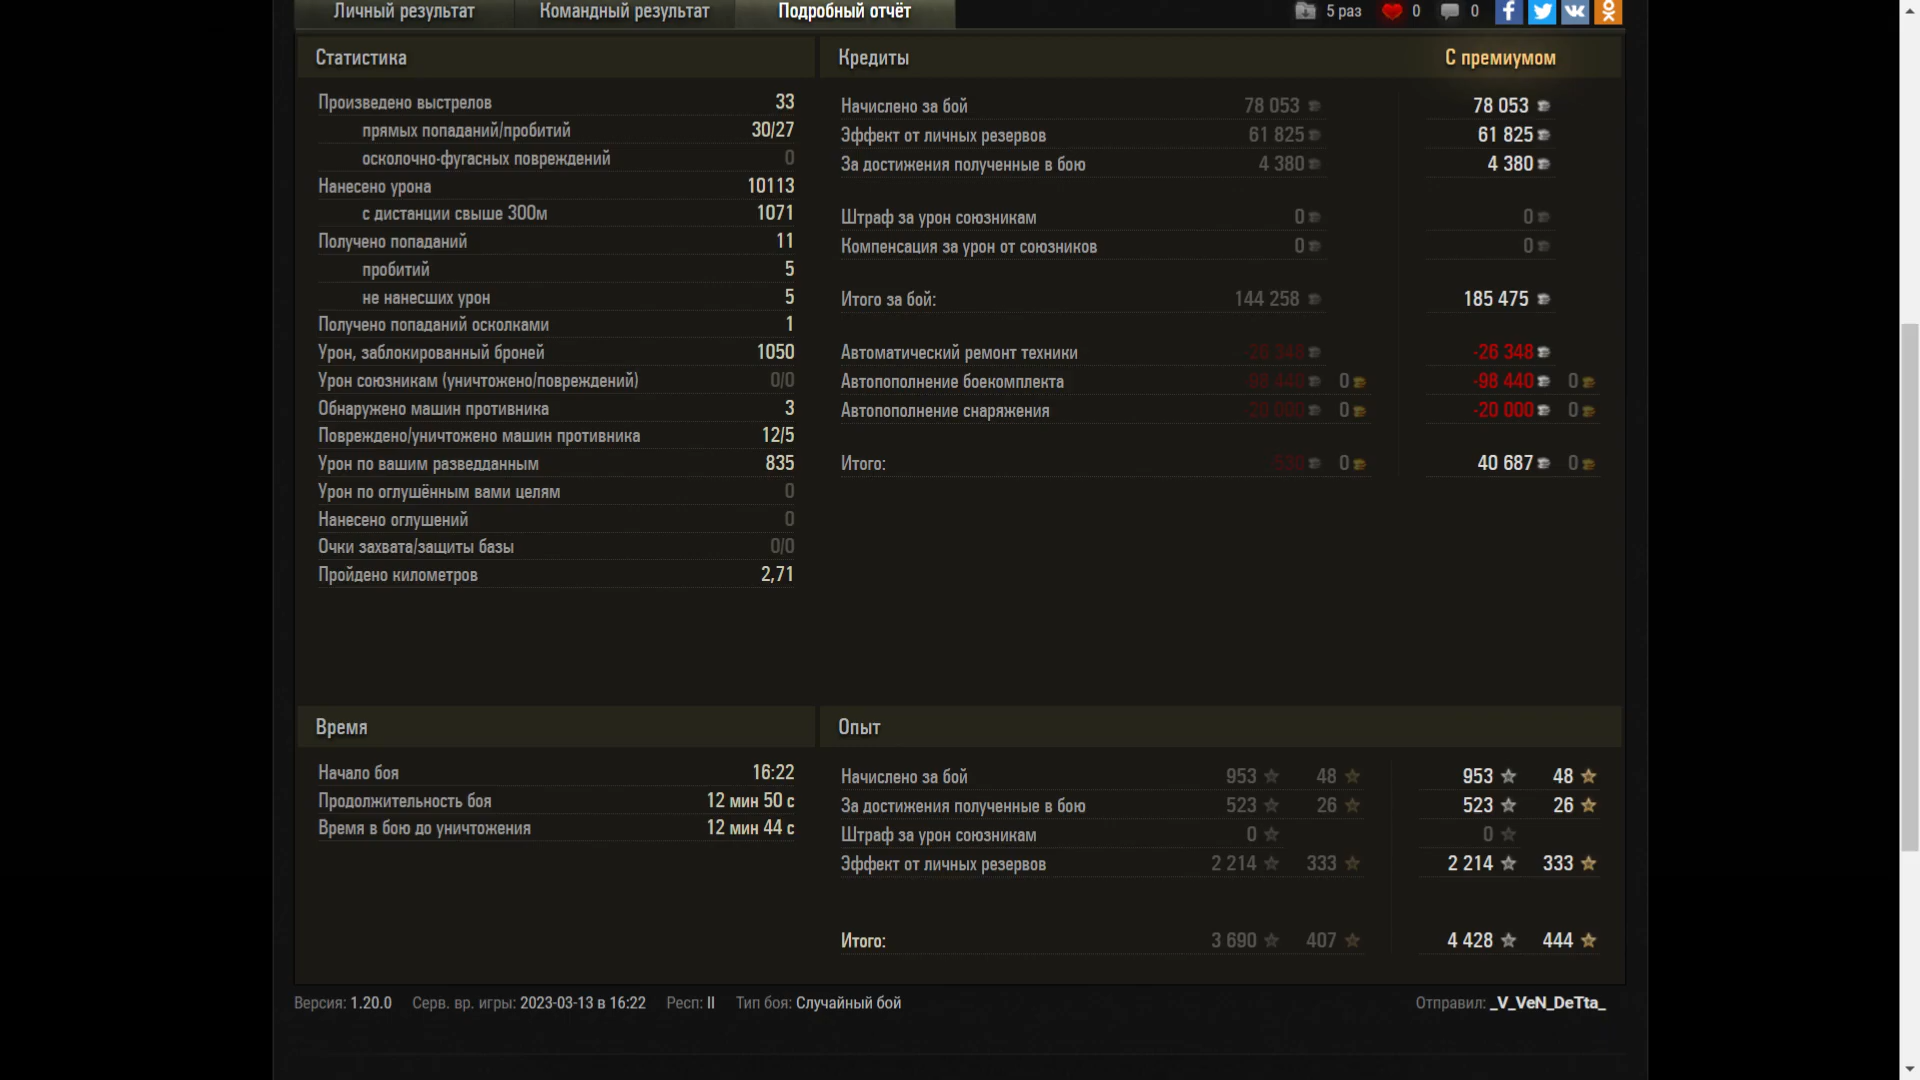 Личный результат Командный результат Подробный отчёт 5 раз 0 0
Статистика
Произведено выстрелов 33
прямых попаданий/пробитий 30/27
осколочно-фугасных повреждений 0
Нанесено урона 10113
с дистанции свыше 300м 1071
Получено попаданий 11
пробитий 5
не нанесших урон 5
Получено попаданий осколками 1
Урон, заблокированный броней 1050
Урон союзникам (уничтожено/повреждений) 0/0
Обнаружено машин противника 3
Повреждено/уничтожено машин противника 12/5
Урон по вашим разведданным 835
Урон по оглушённым вами целям 0
Нанесено оглушений 0
Очки захвата/защиты базы 0/0
Пройдено километров 2,71
Кредиты С премиумом
Начислено за бой 78 053 78 053
Эффект от личных резервов 61 825 61 825
За достижения полученные в бою 4 380 4 380
Штраф за урон союзникам 0 0
Компенсация за урон от союзников 0 0
Итого за бой: 144 258 185 475
Автоматический ремонт техники -26 348 -26 348
Автопополнение боекомплекта -98 440 0 -98 440 0
Автопополнение снаряжения -20 000 0 -20 000 0
Итого: 0 40 687 0
Время
Начало боя 16:22
Продолжительность боя 12 мин 50 с
Время в бою до уничтожения 12 мин 44 с
Опыт
Начислено за бой 953 48 953 48
За достижения полученные в бою 523 26 523 26
Штраф за урон союзникам 0 0
Эффект от личных резервов 2 214 333 2 214 333
Итого: 3 690 407 4 428 444
Версия: 1.20.0 Серв. вр. игры: 2023-03-13 в 16:22 Респ: II Тип боя: Случайный бой Отправил: _V_VeN_DeTta_